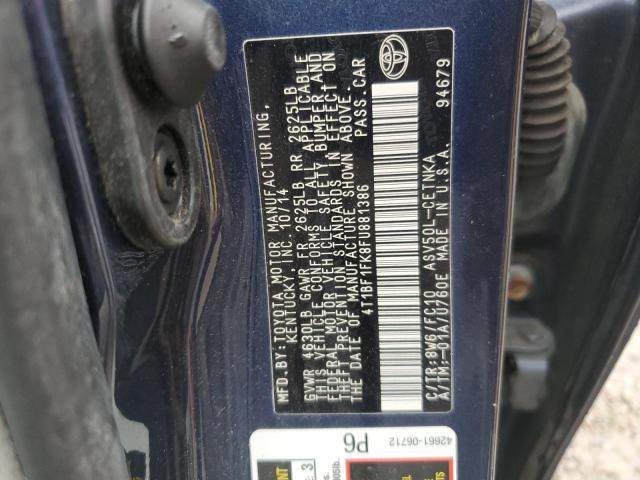 MFD.BY:TOYOTA MOTOR MANUFACTURING,
KENTUCKY, INC. 10/14
GVWR 4630LB GAWR FR 2625LB RR 2625LB
THIS VEHICLE CONFORMS TO ALL APPLICABLE
FEDERAL MOTOR VEHICLE SAFETY, BUMPER, AND
THEFT PREVENTION STANDARDS IN EFFECT ON
THE DATE OF MANUFACTURE SHOWN ABOVE.
4T1BF1FK8FU881386 PASS.CAR
C/TR:8W6/FC10 ASV50L-CETNKA
A/TM:-01A/U760E MADE IN U.S.A. 94679
P6
42661-06712